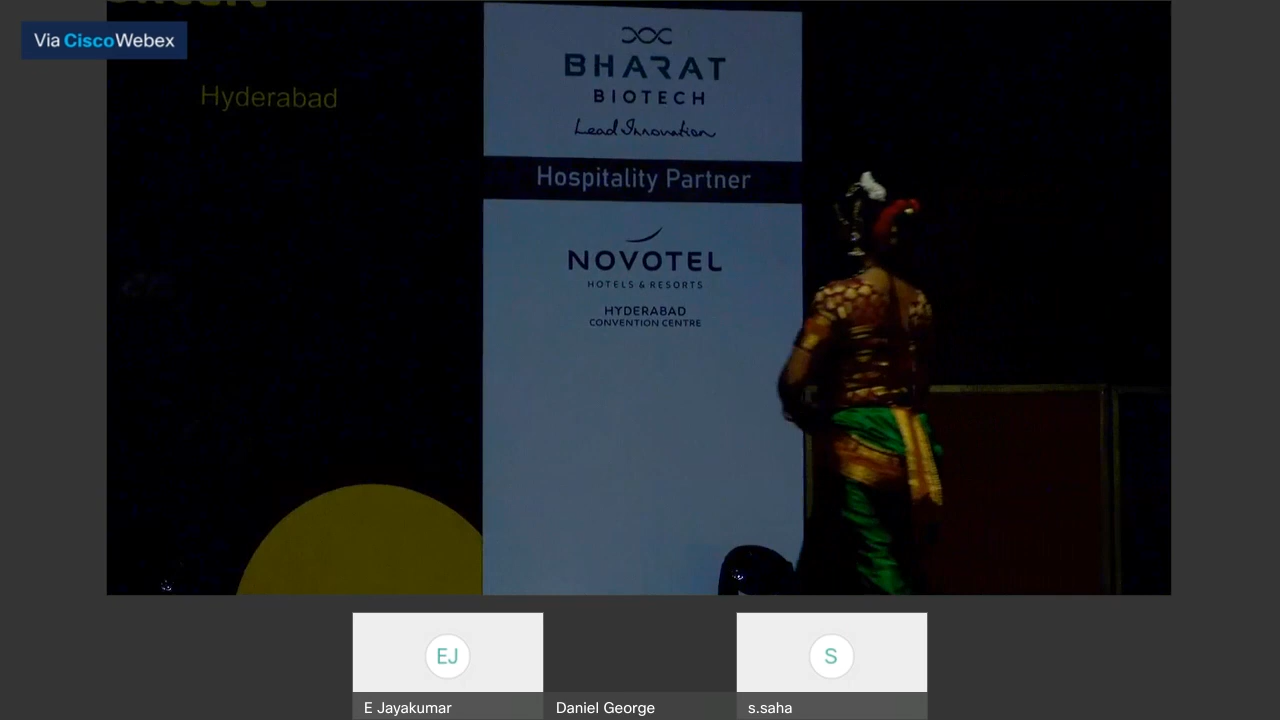 Via Cisco Webex
Hyderabad
BHARAT
BIOTECH
Lead Innovation
Hospitality Partner
NOVOTEL
HOTELS & RESORTS
HYDERABAD
CONVENTION CENTRE
EJ
S
E Jayakumar
Daniel George
s.saha